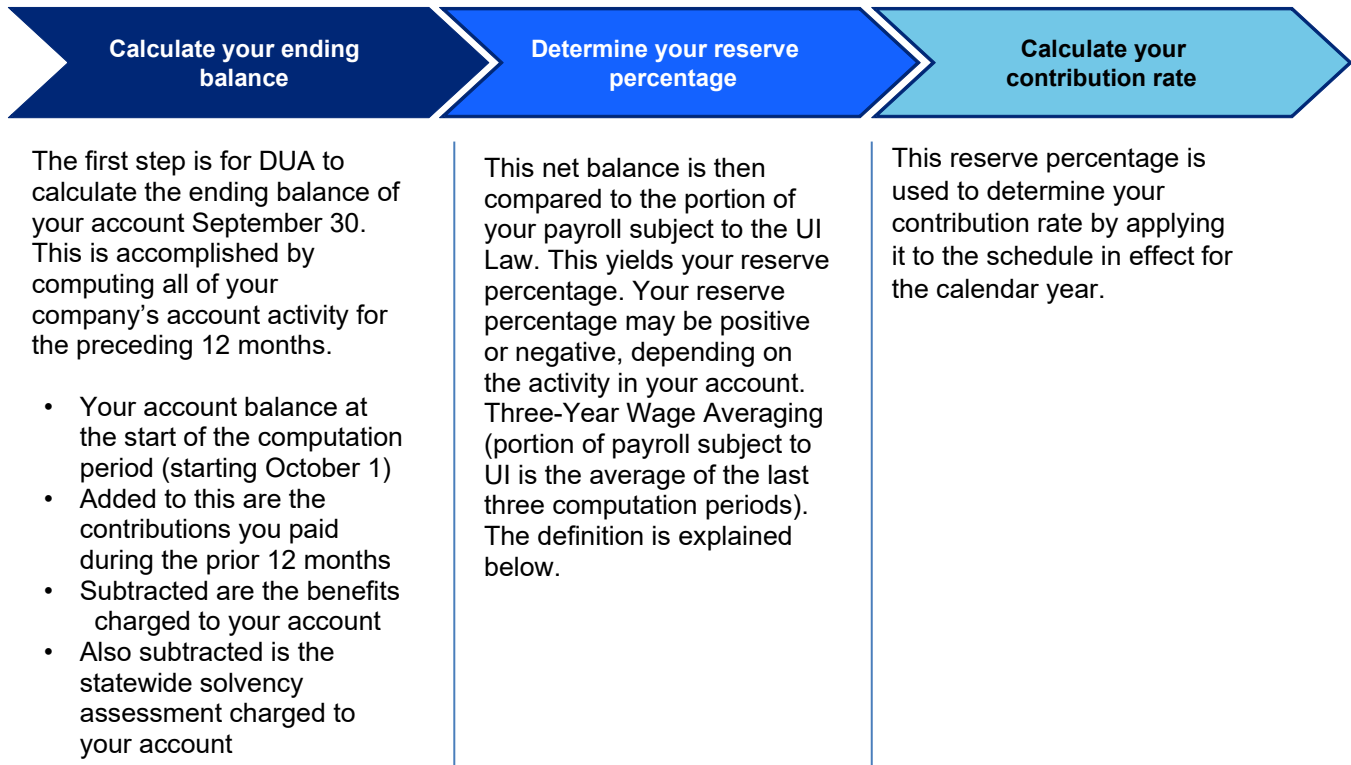 Calculate your ending
balance
Determine your reserve
percentage
Calculate your
contribution rate
The first step is for DUA to
calculate the ending balance of
your account September 30.
This is accomplished by
computing all of your
company’s account activity for
the preceding 12 months.
• Your account balance at
the start of the computation
period (starting October 1)
• Added to this are the
contributions you paid
during the prior 12 months
• Subtracted are the benefits
charged to your account
• Also subtracted is the
statewide solvency
assessment charged to
your account
This net balance is then
compared to the portion of
your payroll subject to the UI
Law. This yields your reserve
percentage. Your reserve
percentage may be positive
or negative, depending on
the activity in your account.
Three-Year Wage Averaging
(portion of payroll subject to
UI is the average of the last
three computation periods).
The definition is explained
below.
This reserve percentage is
used to determine your
contribution rate by applying
it to the schedule in effect for
the calendar year.